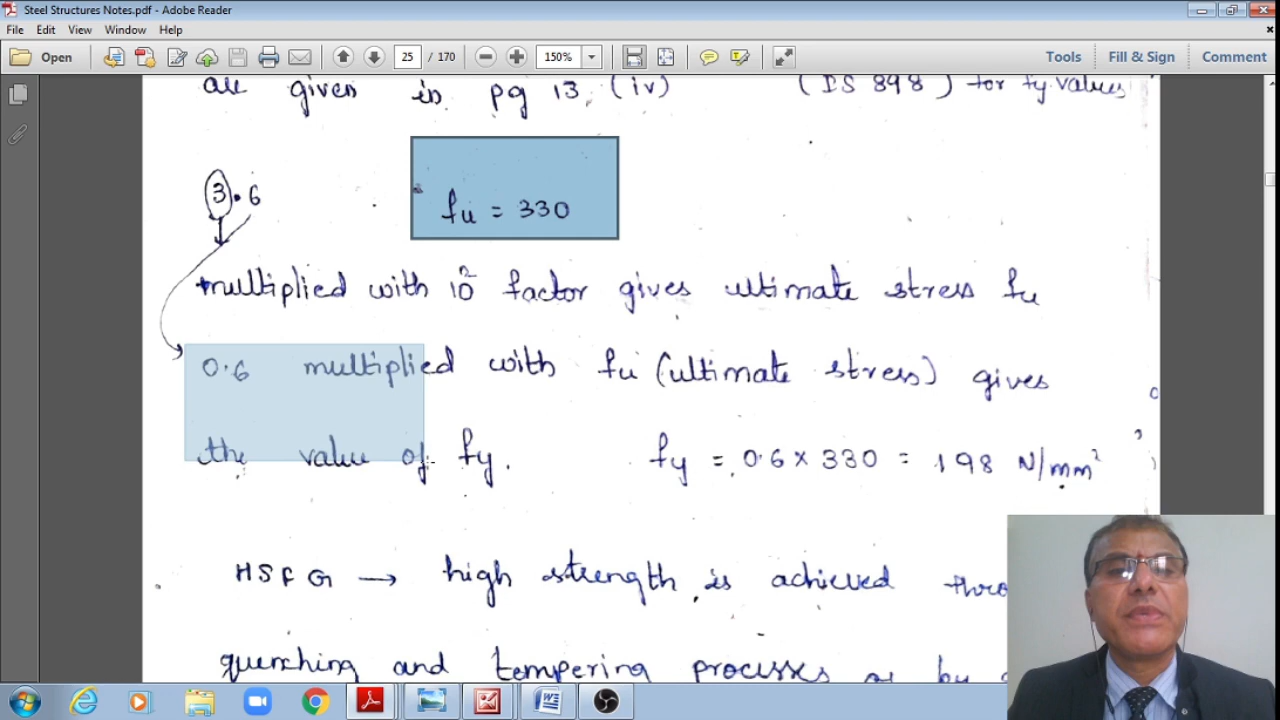 Steel Structures Notes.pdf - Adobe Reader
File Edit View Window Help
Open 25 / 170 150% Tools Fill & Sign Comment
are given in pg 13 (iv) (IS 898) for fy values
3.6
fu = 330
multiplied with 10² factor gives ultimate stress fu
0.6 multiplied with fu (ultimate stress) gives
the value of fy. fy = 0.6 x 330 = 198 N/mm²
HSFG → high strength is achieved thro
quenching and tempering processes or by